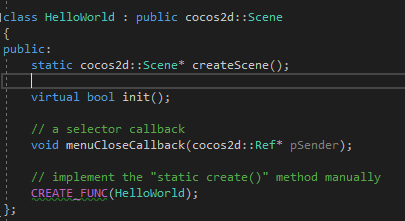 class HelloWorld : public cocos2d::Scene
{
public:
static cocos2d::Scene* createScene();
virtual bool init();
// a selector callback
void menuCloseCallback(cocos2d::Ref* pSender);
// implement the "static create()" method manually
CREATE_FUNC(HelloWorld);
};